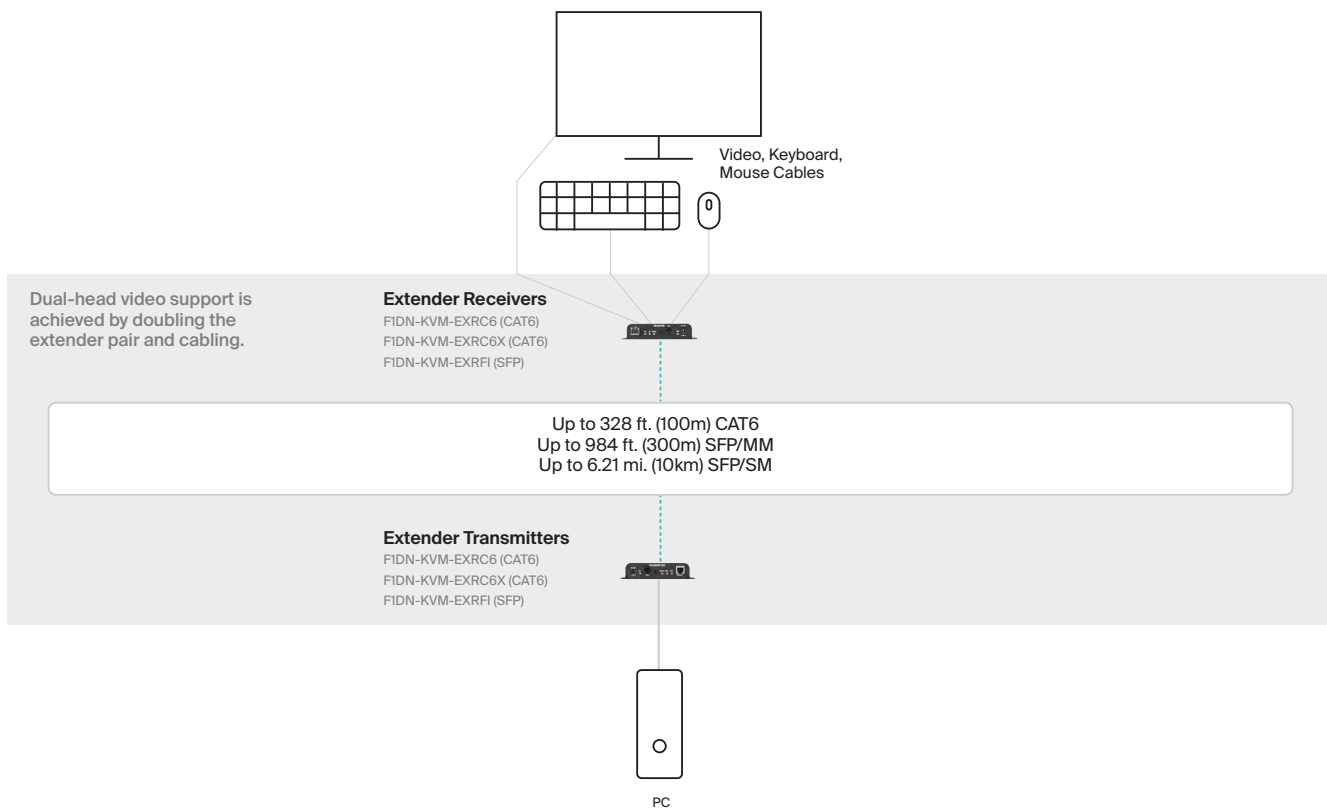 Video, Keyboard,
Mouse Cables
Dual-head video support is
achieved by doubling the
extender pair and cabling.
Extender Receivers
F1DN-KVM-EXRC6 (CAT6)
F1DN-KVM-EXRC6X (CAT6)
F1DN-KVM-EXRFI (SFP)
Up to 328 ft. (100m) CAT6
Up to 984 ft. (300m) SFP/MM
Up to 6.21 mi. (10km) SFP/SM
Extender Transmitters
F1DN-KVM-EXRC6 (CAT6)
F1DN-KVM-EXRC6X (CAT6)
F1DN-KVM-EXRFI (SFP)
PC